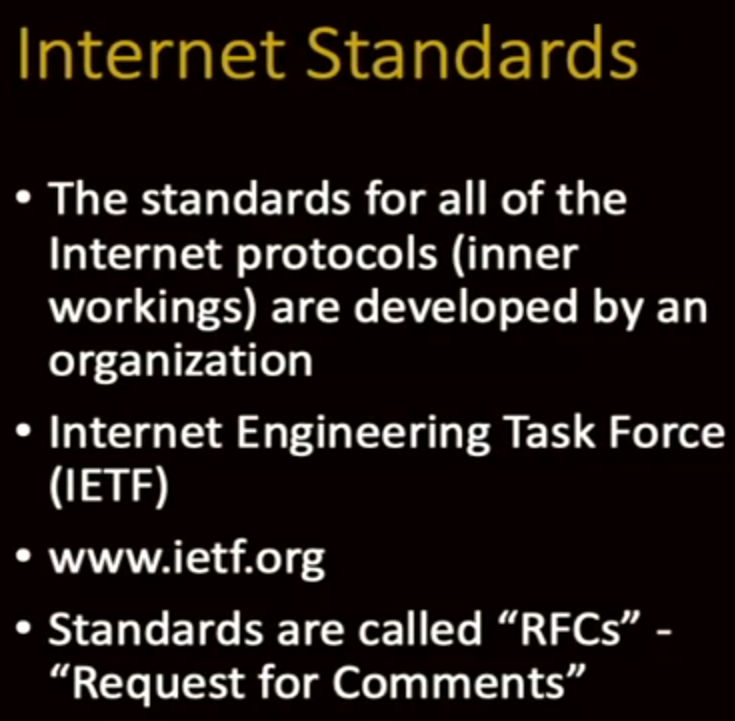 Internet Standards
• The standards for all of the
Internet protocols (inner
workings) are developed by an
organization
• Internet Engineering Task Force
(IETF)
• www.ietf.org
• Standards are called “RFCs” -
“Request for Comments”